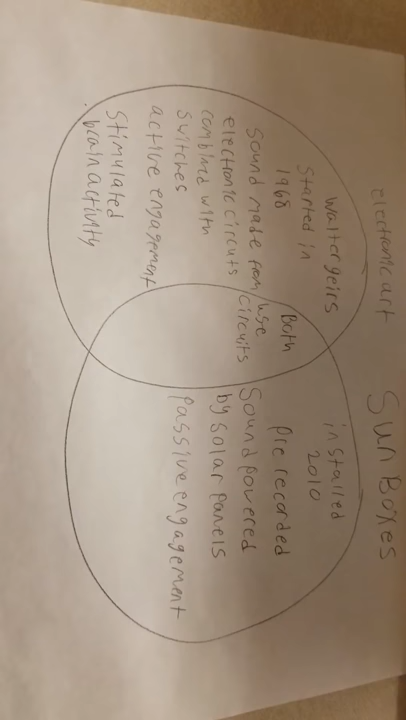 electronic art
Sun Boxes
Walter geirs
Started in
1968
Sound made from
electronic circuts
combined with
switches
active engagement
Stimulated
brain activity
Both
use
circuits
installed
2010
Pre recorded
Sound powered
by solar panels
Passive engagement